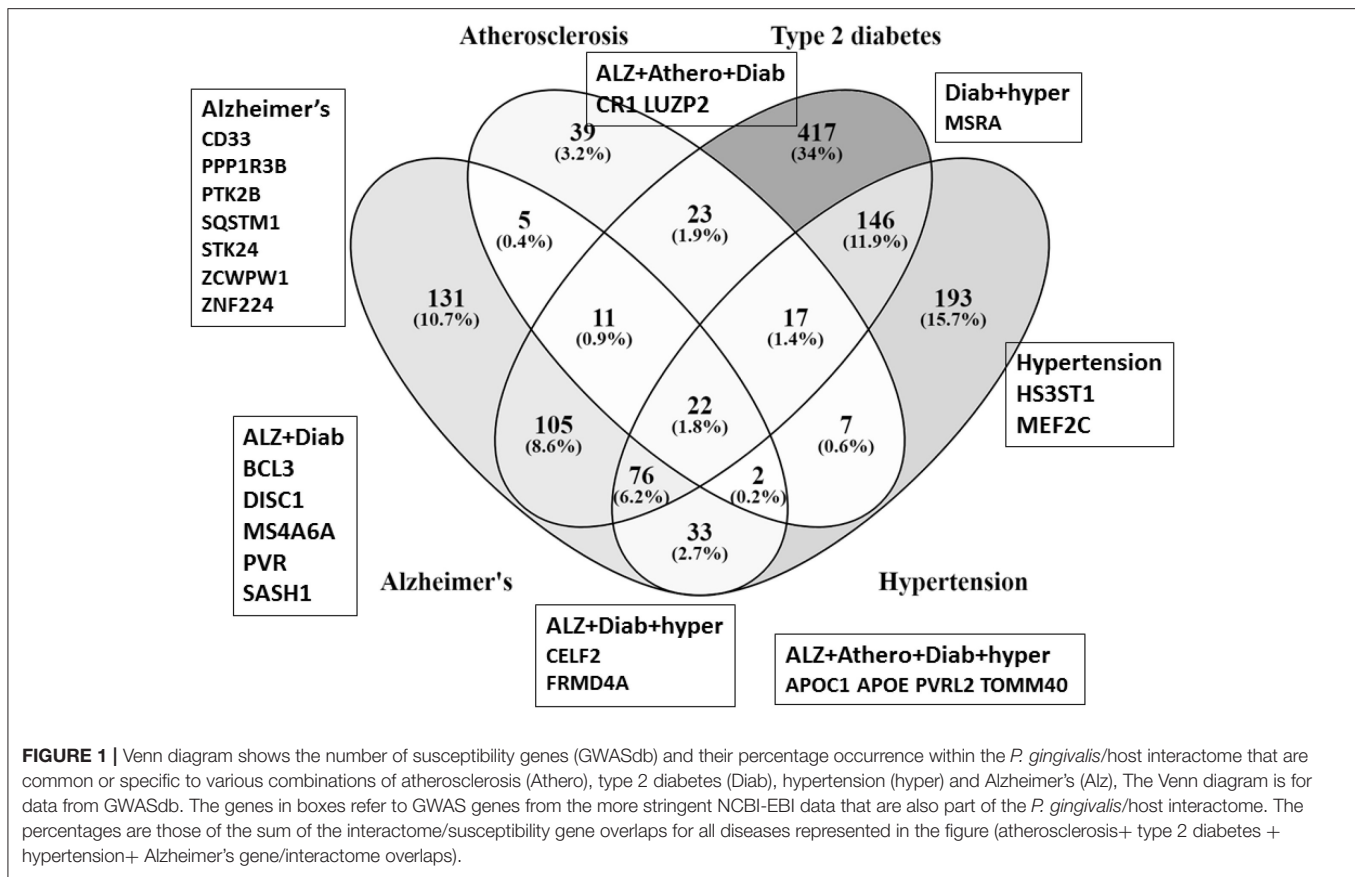 Atherosclerosis
Type 2 diabetes
ALZ+Athero+Diab
CR1 LUZP2
Diab+hyper
MSRA
Alzheimer’s
CD33
PPP1R3B
PTK2B
SQSTM1
STK24
ZCWPW1
ZNF224
39
(3.2%)
417
(34%)
5
(0.4%)
23
(1.9%)
146
(11.9%)
131
(10.7%)
11
(0.9%)
17
(1.4%)
193
(15.7%)
Hypertension
HS3ST1
MEF2C
ALZ+Diab
BCL3
DISC1
MS4A6A
PVR
SASH1
105
(8.6%)
22
(1.8%)
7
(0.6%)
76
(6.2%)
2
(0.2%)
33
(2.7%)
Alzheimer's
Hypertension
ALZ+Diab+hyper
CELF2
FRMD4A
ALZ+Athero+Diab+hyper
APOC1 APOE PVRL2 TOMM40
FIGURE 1 | Venn diagram shows the number of susceptibility genes (GWASdb) and their percentage occurrence within the P. gingivalis/host interactome that are
common or specific to various combinations of atherosclerosis (Athero), type 2 diabetes (Diab), hypertension (hyper) and Alzheimer’s (Alz), The Venn diagram is for
data from GWASdb. The genes in boxes refer to GWAS genes from the more stringent NCBI-EBI data that are also part of the P. gingivalis/host interactome. The
percentages are those of the sum of the interactome/susceptibility gene overlaps for all diseases represented in the figure (atherosclerosis+ type 2 diabetes +
hypertension+ Alzheimer’s gene/interactome overlaps).